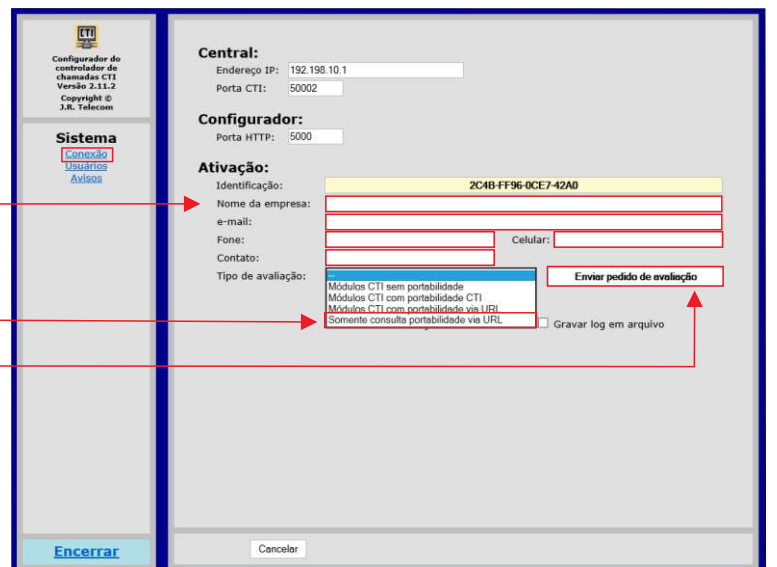 CTI
Configurador do
controlador de
chamadas CTI
Versão 2.11.2
Copyright ©
J.R. Telecom
Sistema
Conexão
Usuários
Avisos
Encerrar
Central:
Endereço IP: 192.198.10.1
Porta CTI: 50002
Configurador:
Porta HTTP: 5000
Ativação:
Identificação: 2C4B-FF96-0CE7-42A0
Nome da empresa:
e-mail:
Fone: Celular:
Contato:
Tipo de avaliação: -- Enviar pedido de avaliação
Módulos CTI sem portabilidade
Módulos CTI com portabilidade CTI
Módulos CTI com portabilidade via URL
Somente consulta portabilidade via URL
Gravar log em arquivo
Cancelar